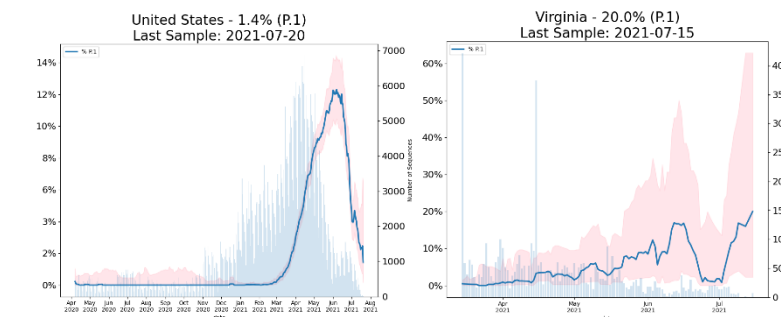 United States - 1.4% (P.1)
Last Sample: 2021-07-20
% P.1
14%
12%
10%
8%
6%
4%
2%
0%
7000
6000
5000
4000
3000
2000
1000
0
Number of Sequences
Apr 2020
May 2020
Jun 2020
Jul 2020
Aug 2020
Sep 2020
Oct 2020
Nov 2020
Dec 2020
Jan 2021
Feb 2021
Mar 2021
Apr 2021
May 2021
Jun 2021
Jul 2021
Aug 2021
Virginia - 20.0% (P.1)
Last Sample: 2021-07-15
% P.1
60%
50%
40%
30%
20%
10%
0%
Apr 2021
May 2021
Jun 2021
Jul 2021